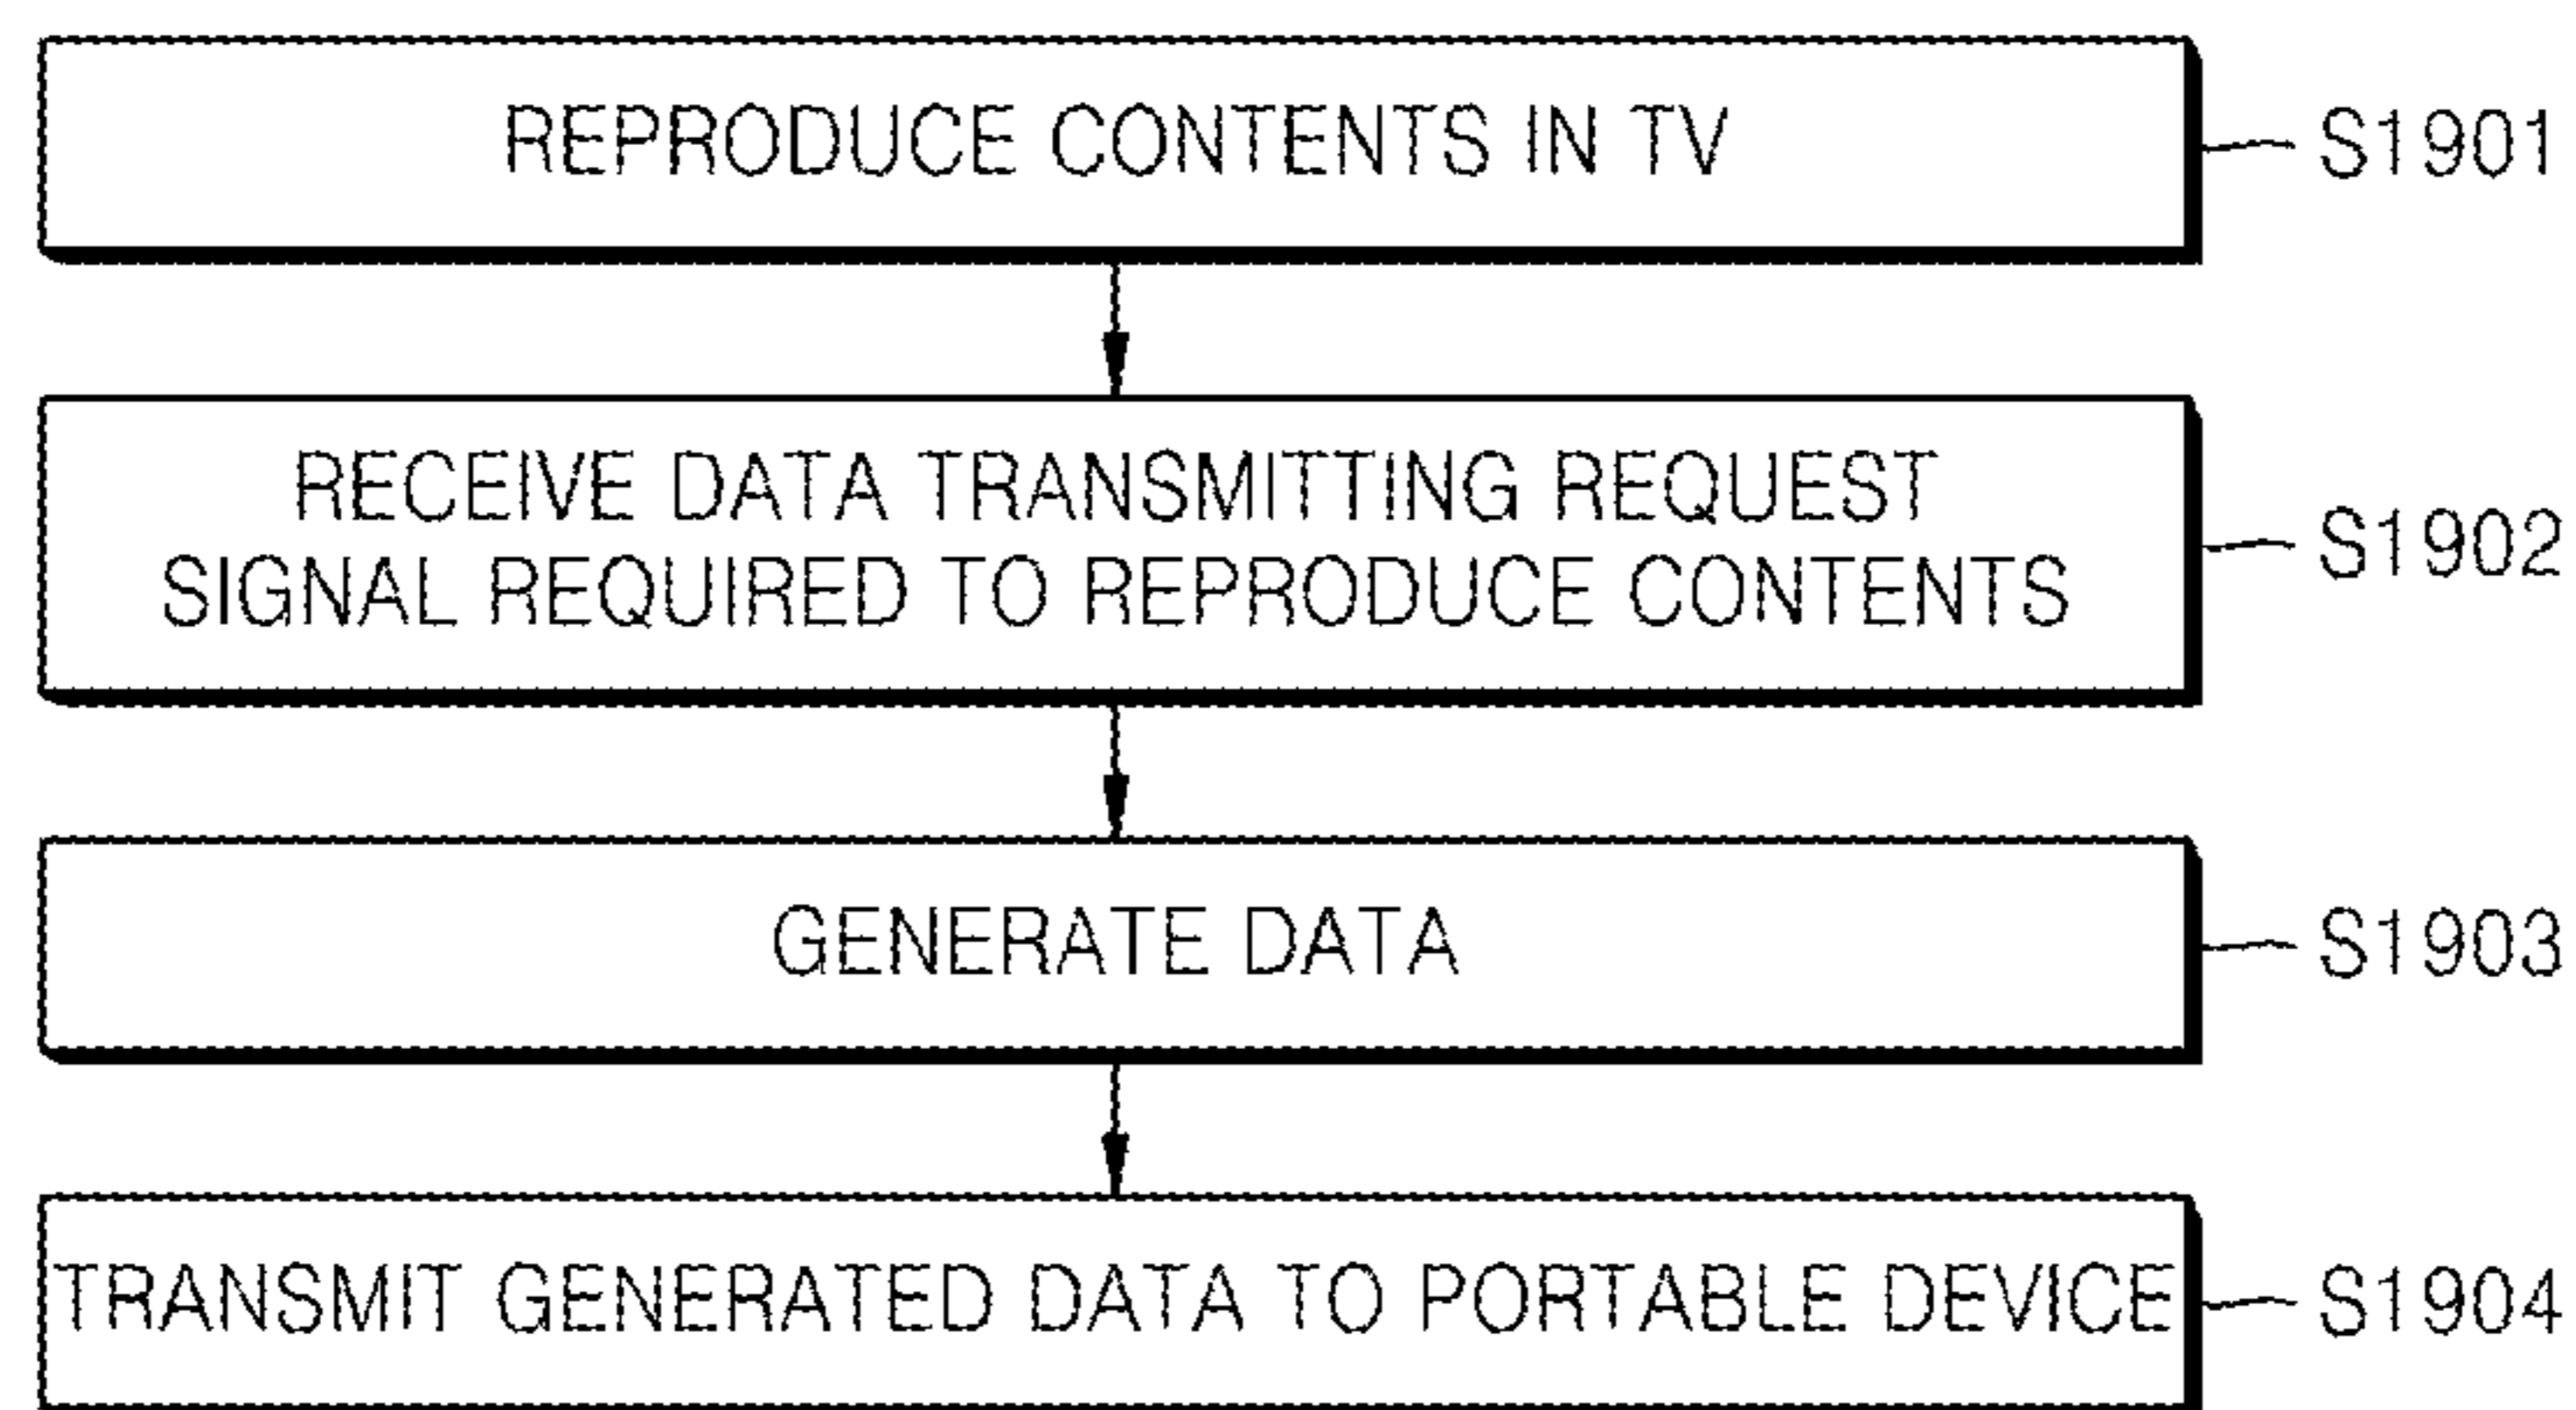 REPRODUCE CONTENTS IN TV
S1901
RECEIVE DATA TRANSMITTING REQUEST
SIGNAL REQUIRED TO REPRODUCE CONTENTS
S1902
GENERATE DATA
S1903
TRANSMIT GENERATED DATA TO PORTABLE DEVICE
S1904